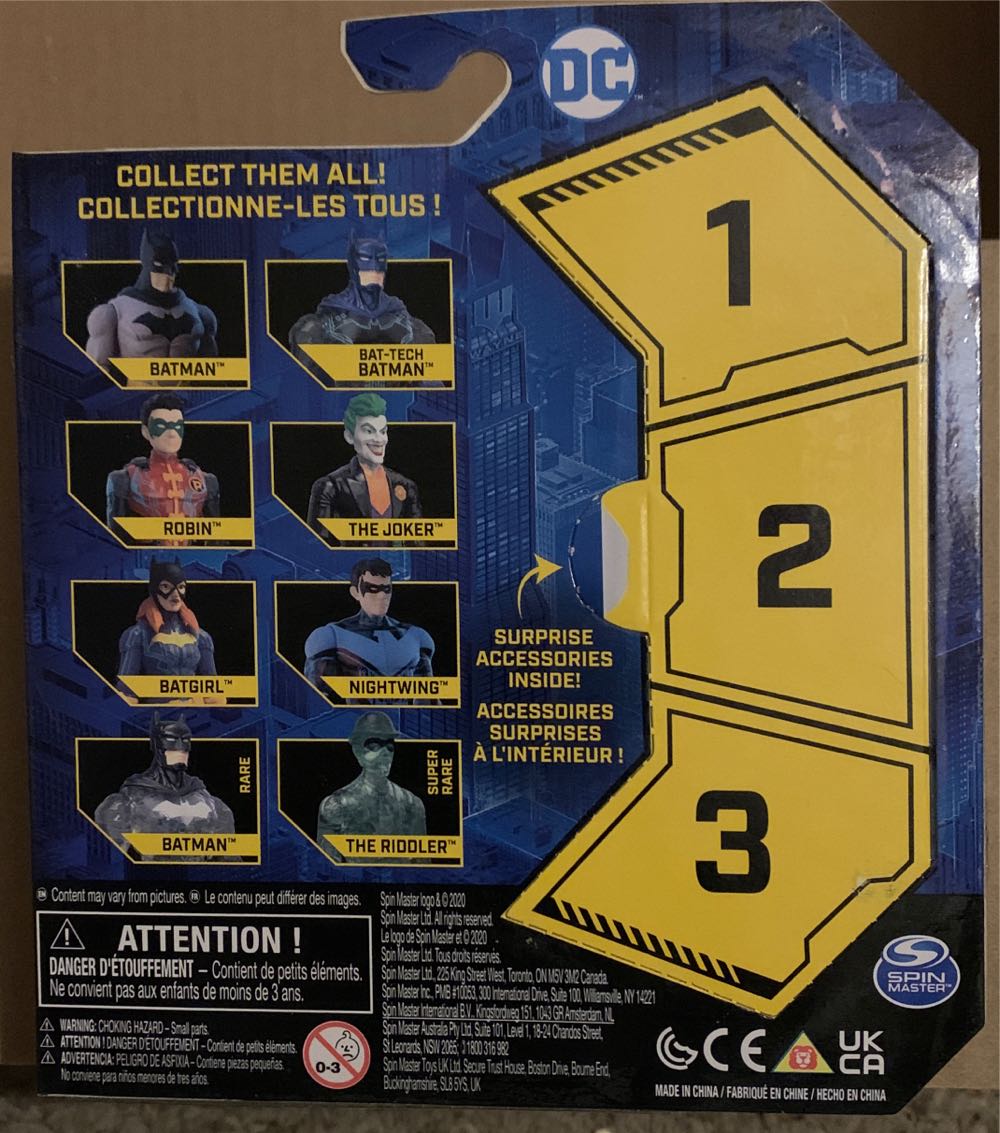 DC™
COLLECT THEM ALL!
COLLECTIONNE-LES TOUS !
BATMAN™
BAT-TECH
BATMAN™
ROBIN™
THE JOKER™
BATGIRL™
NIGHTWING™
RARE
BATMAN™
SUPER
RARE
THE RIDDLER™
SURPRISE
ACCESSORIES
INSIDE!
ACCESSOIRES
SURPRISES
À L'INTÉRIEUR !
1
2
3
EN Content may vary from pictures. FR Le contenu peut différer des images.
ATTENTION !
DANGER D'ÉTOUFFEMENT – Contient de petits éléments.
Ne convient pas aux enfants de moins de 3 ans.
WARNING: CHOKING HAZARD – Small parts.
ATTENTION ! DANGER D'ÉTOUFFEMENT – Contient de petits éléments.
ADVERTENCIA: PELIGRO DE ASFIXIA – Contiene piezas pequeñas.
No conviene para niños menores de tres años.
0-3
Spin Master logo & © 2020
Spin Master Ltd. All rights reserved.
Le logo de Spin Master et © 2020
Spin Master Ltd. Tous droits réservés.
Spin Master Ltd., 225 King Street West, Toronto, ON M5V 3M2 Canada.
Spin Master Inc., PMB #10053, 300 International Drive, Suite 100, Williamsville, NY 14221
Spin Master International B.V., Kingsfordweg 151, 1043 GR Amsterdam, NL
Spin Master Australia Pty Ltd, Suite 101, Level 1, 18-24 Chandos Street,
St Leonards, NSW 2065; 1800 316 982
Spin Master Toys UK Ltd, Secure Trust House, Boston Drive, Bourne End,
Buckinghamshire, SL8 5YS, UK
SPIN
MASTER™
CE
UK
CA
MADE IN CHINA / FABRIQUÉ EN CHINE / HECHO EN CHINA